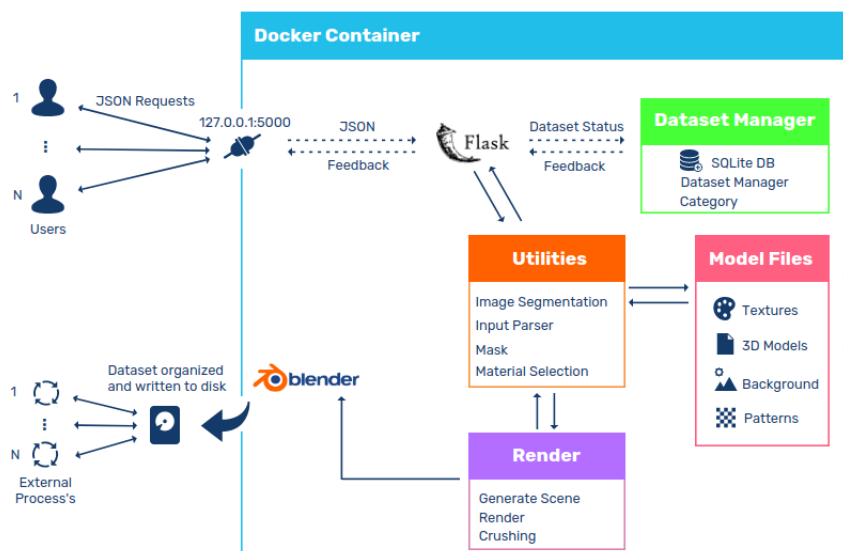 Docker Container
1
JSON Requests
127.0.0.1:5000
JSON
Feedback
Flask
Dataset Status
Feedback
Dataset Manager
SQLite DB
Dataset Manager
Category
N
Users
Utilities
Image Segmentation
Input Parser
Mask
Material Selection
Model Files
Textures
3D Models
Background
Patterns
Dataset organized
and written to disk
blender
1
N
External
Process's
Render
Generate Scene
Render
Crushing